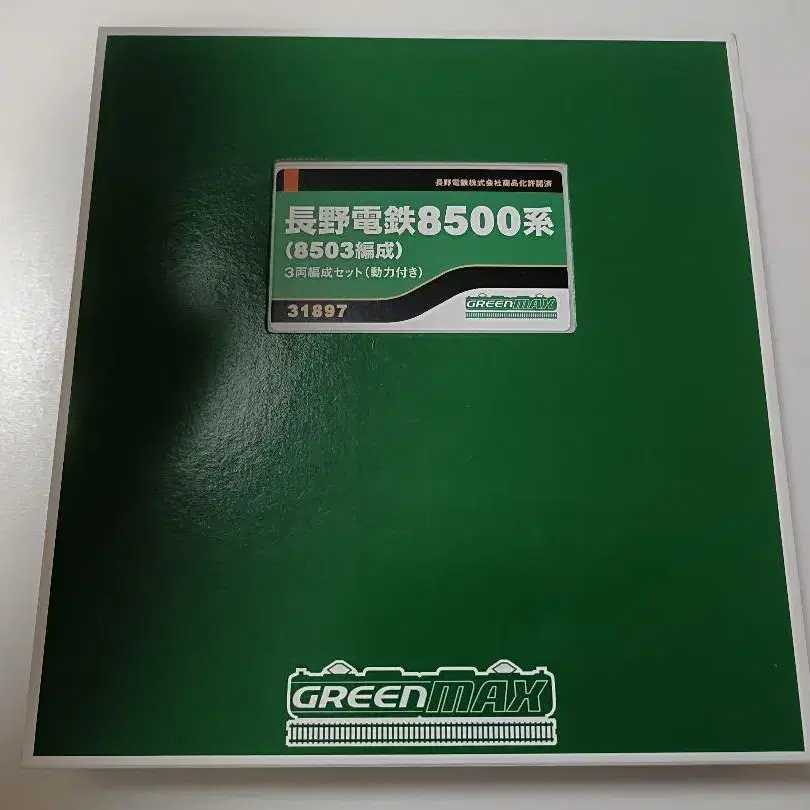 長野電鉄株式会社商品化許諾済
長野電鉄8500系
(8503編成)
3両編成セット(動力付き)
31897
GREENMAX
GREENMAX